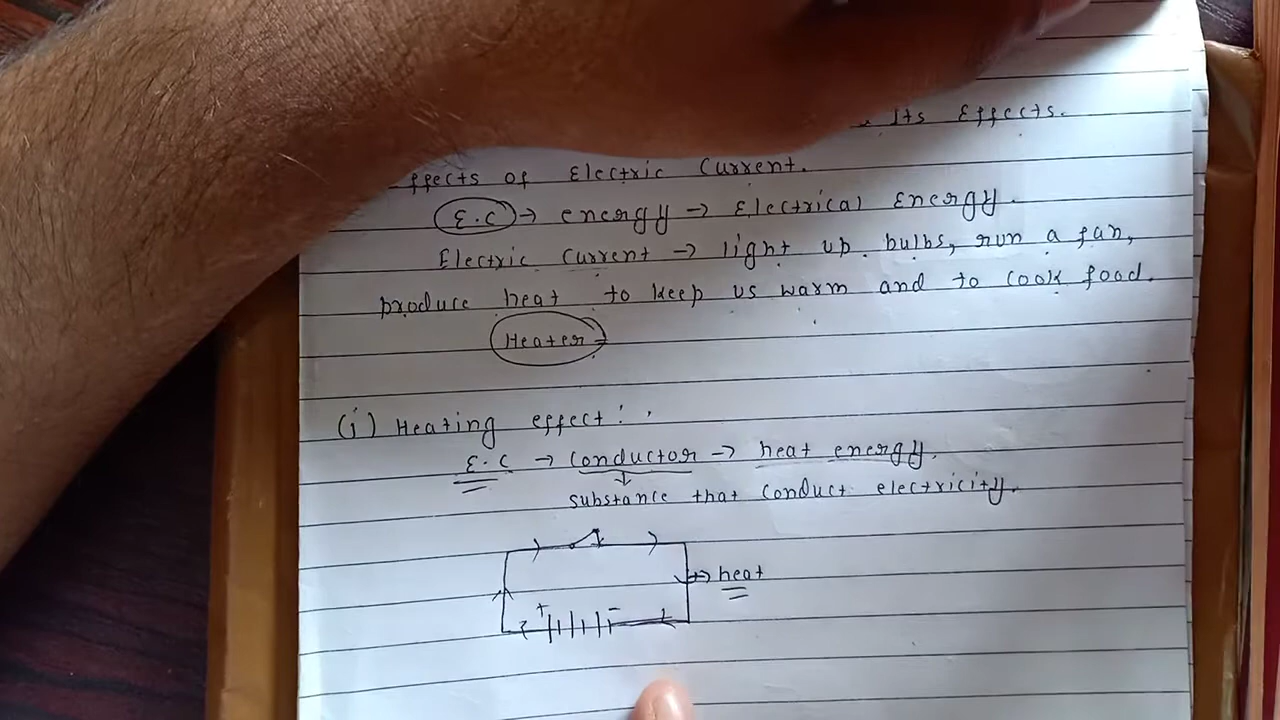 Its Effects.
ffects of Electric Current.
E.C → energy → Electrical Energy.
Electric Current → light up bulbs, run a fan,
produce heat to keep us warm and to cook food.
Heater
(i) Heating effect:
E.C → conductor → heat energy.
substance that conduct electricity.
→ heat
+ -